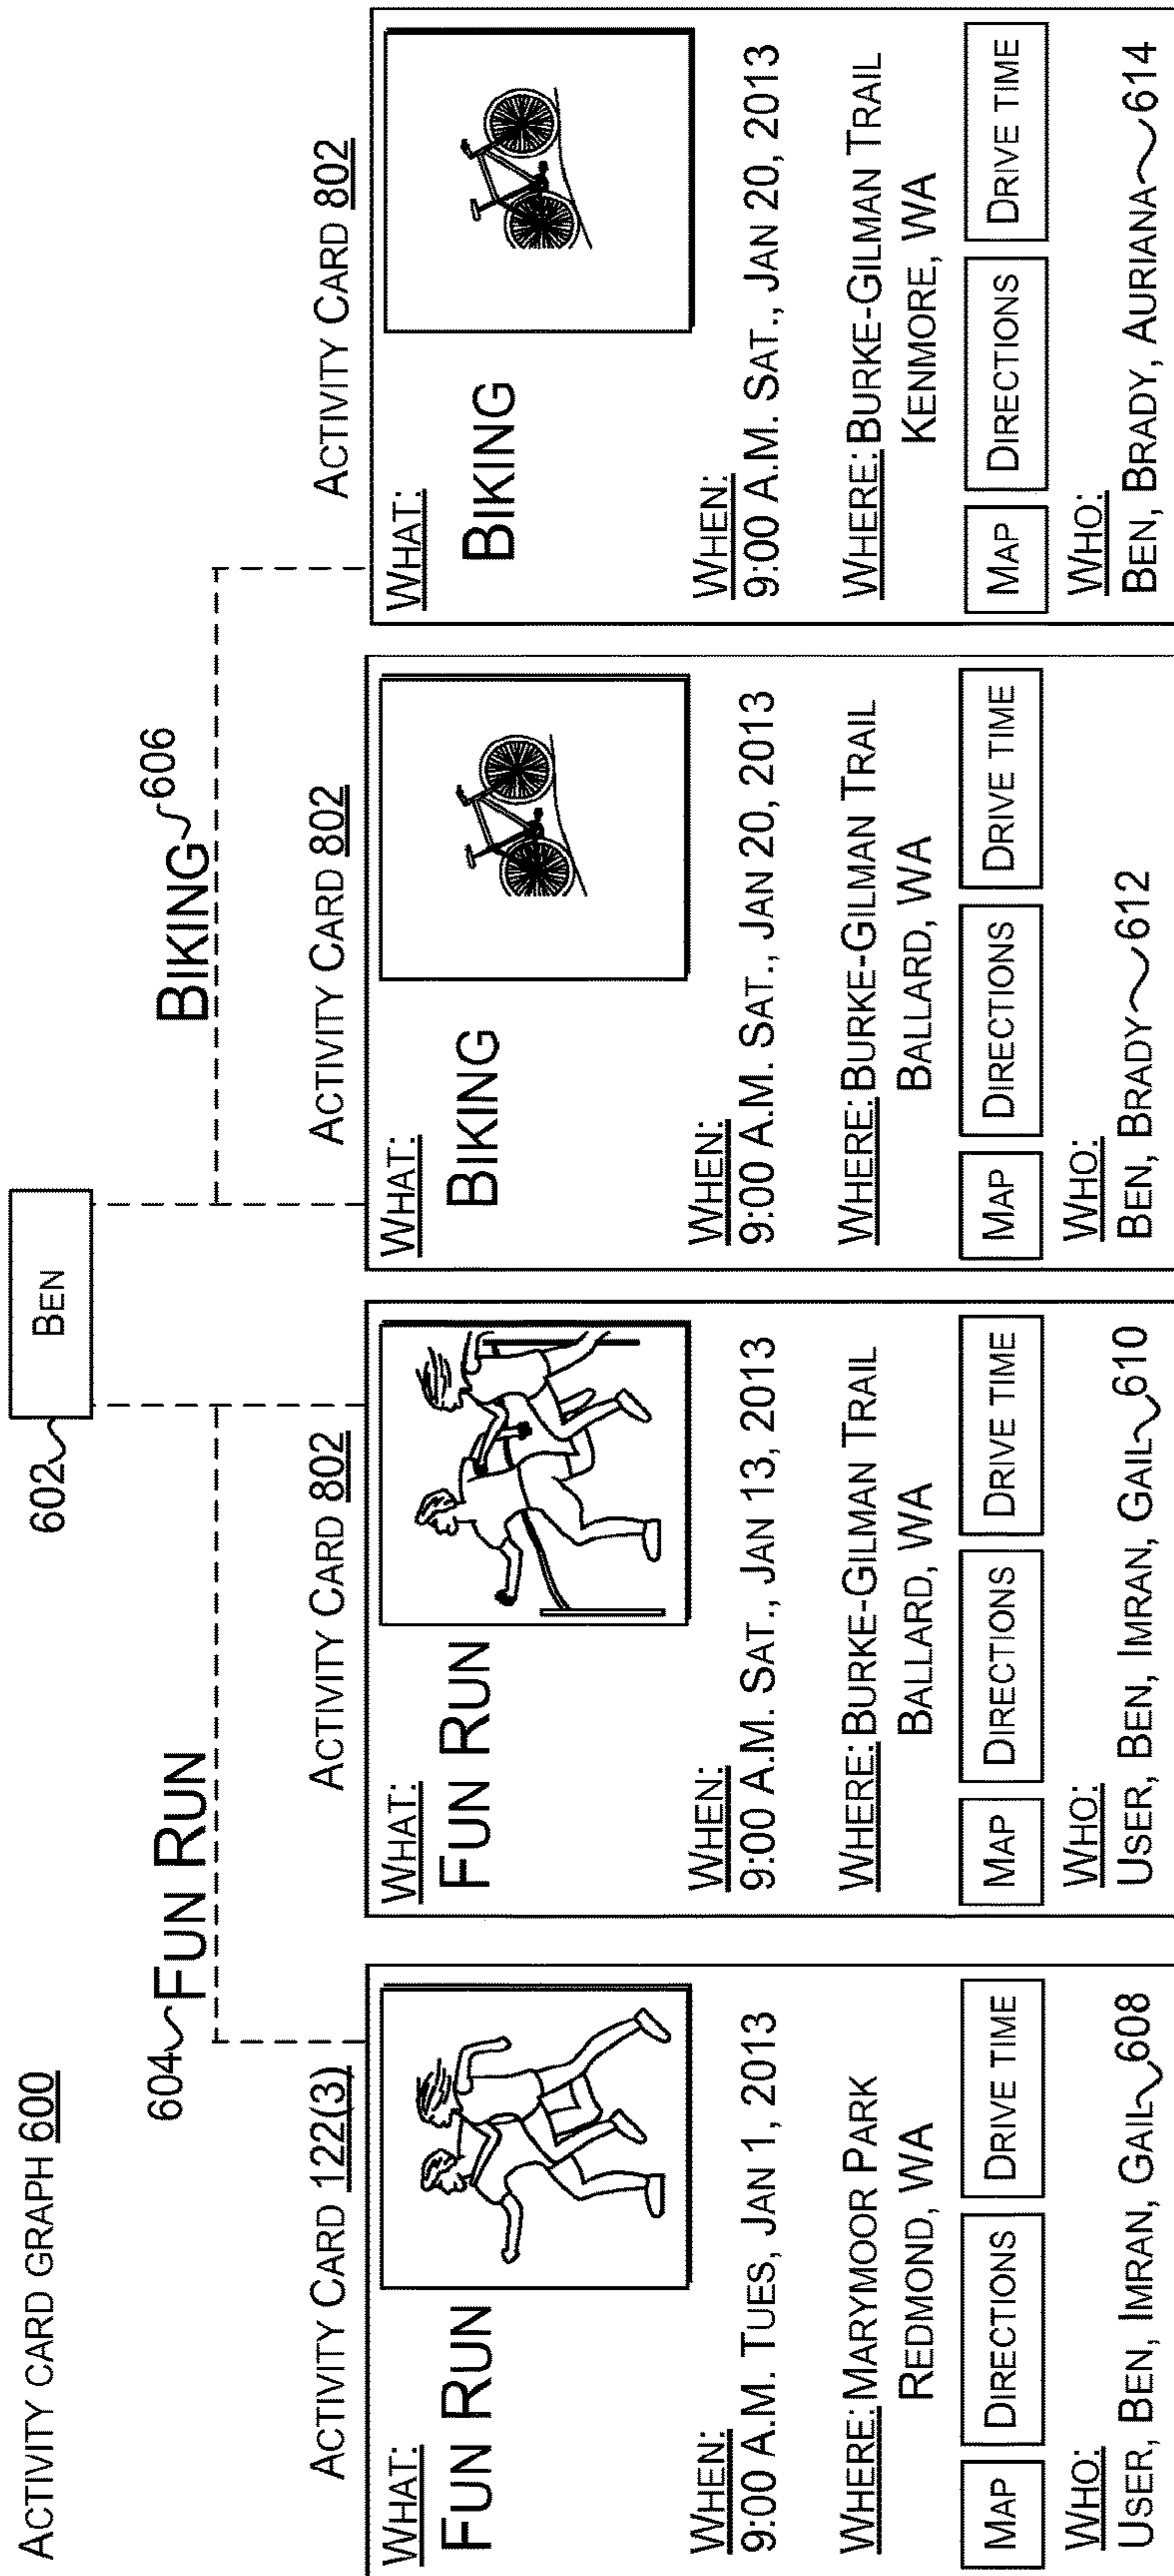 ACTIVITY CARD GRAPH 600
602
BEN
604
FUN RUN
BIKING
606
ACTIVITY CARD 122(3)
WHAT:
FUN RUN
WHEN:
9:00 A.M. TUES, JAN 1, 2013
WHERE: MARYMOOR PARK
REDMOND, WA
MAP
DIRECTIONS
DRIVE TIME
WHO:
USER, BEN, IMRAN, GAIL 608
ACTIVITY CARD 802
WHAT:
FUN RUN
WHEN:
9:00 A.M. SAT., JAN 13, 2013
WHERE: BURKE-GILMAN TRAIL
BALLARD, WA
MAP
DIRECTIONS
DRIVE TIME
WHO:
USER, BEN, IMRAN, GAIL 610
ACTIVITY CARD 802
WHAT:
BIKING
WHEN:
9:00 A.M. SAT., JAN 20, 2013
WHERE: BURKE-GILMAN TRAIL
BALLARD, WA
MAP
DIRECTIONS
DRIVE TIME
WHO:
BEN, BRADY 612
ACTIVITY CARD 802
WHAT:
BIKING
WHEN:
9:00 A.M. SAT., JAN 20, 2013
WHERE: BURKE-GILMAN TRAIL
KENMORE, WA
MAP
DIRECTIONS
DRIVE TIME
WHO:
BEN, BRADY, AURIANA 614